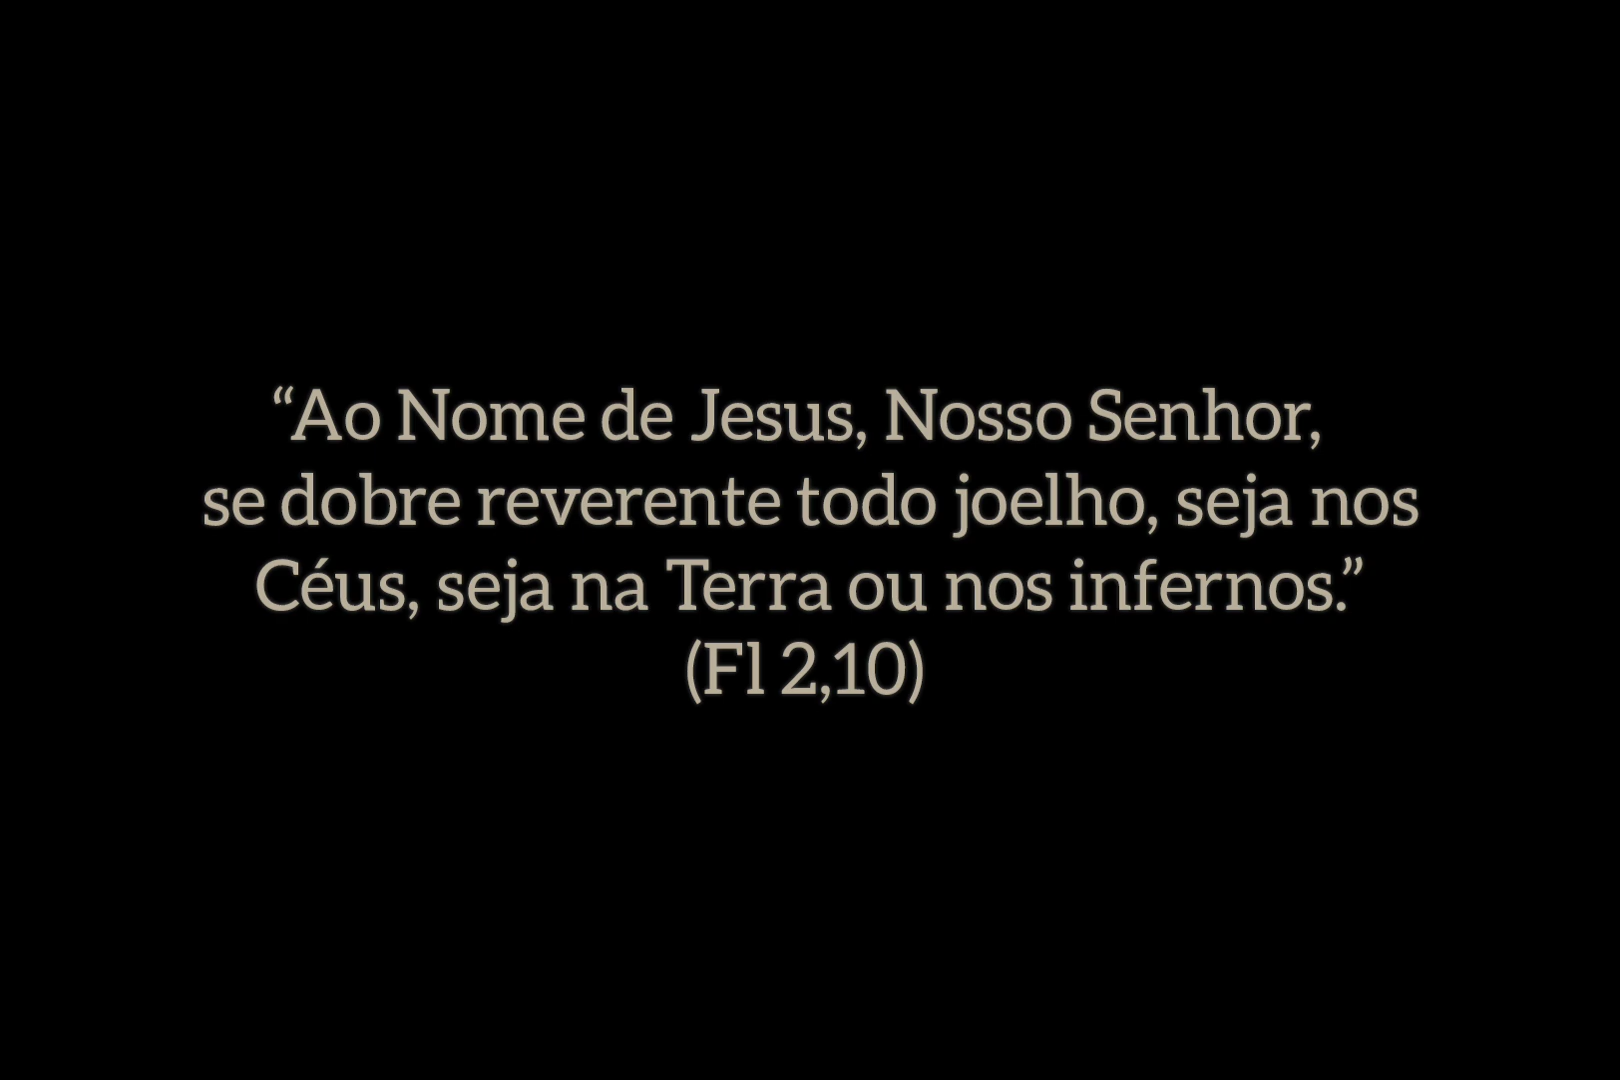 “Ao Nome de Jesus, Nosso Senhor,
se dobre reverente todo joelho, seja nos
Céus, seja na Terra ou nos infernos.”
(Fl 2,10)